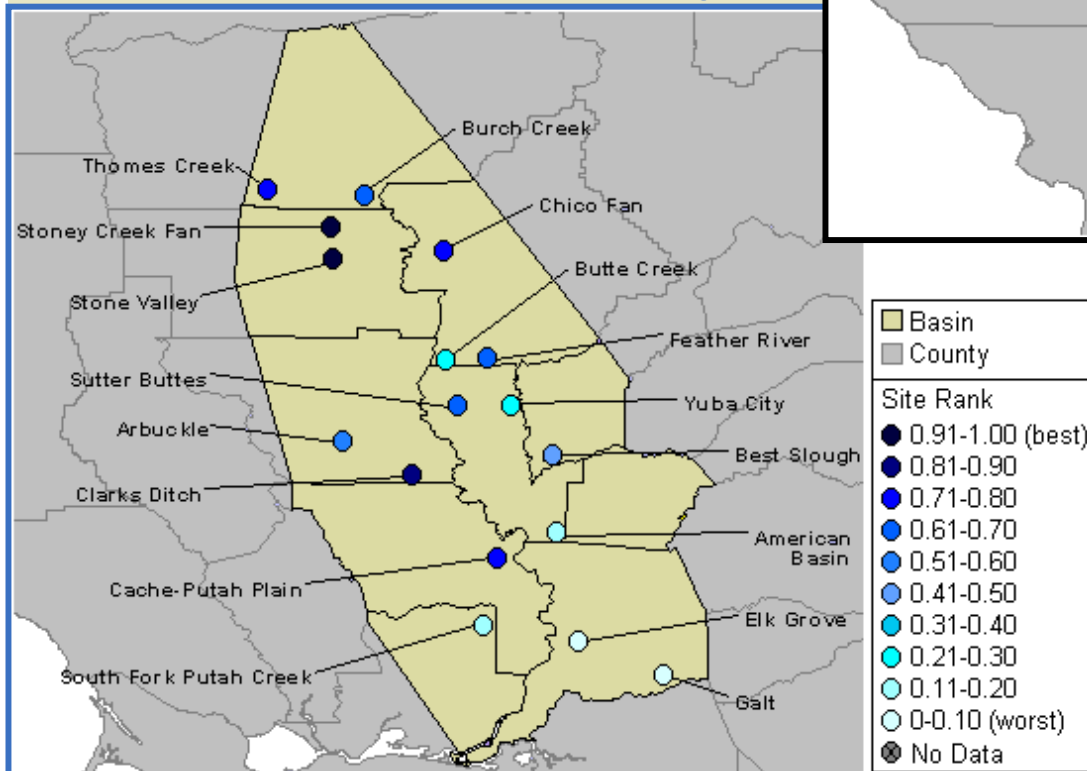 Burch Creek
Thomes Creek
Chico Fan
Stoney Creek Fan
Butte Creek
Stone Valley
Feather River
Sutter Buttes
Yuba City
Arbuckle
Best Slough
Clarks Ditch
American
Basin
Cache-Putah Plain
Elk Grove
South Fork Putah Creek
Galt
Basin
County
Site Rank
0.91-1.00 (best)
0.81-0.90
0.71-0.80
0.61-0.70
0.51-0.60
0.41-0.50
0.31-0.40
0.21-0.30
0.11-0.20
0-0.10 (worst)
No Data